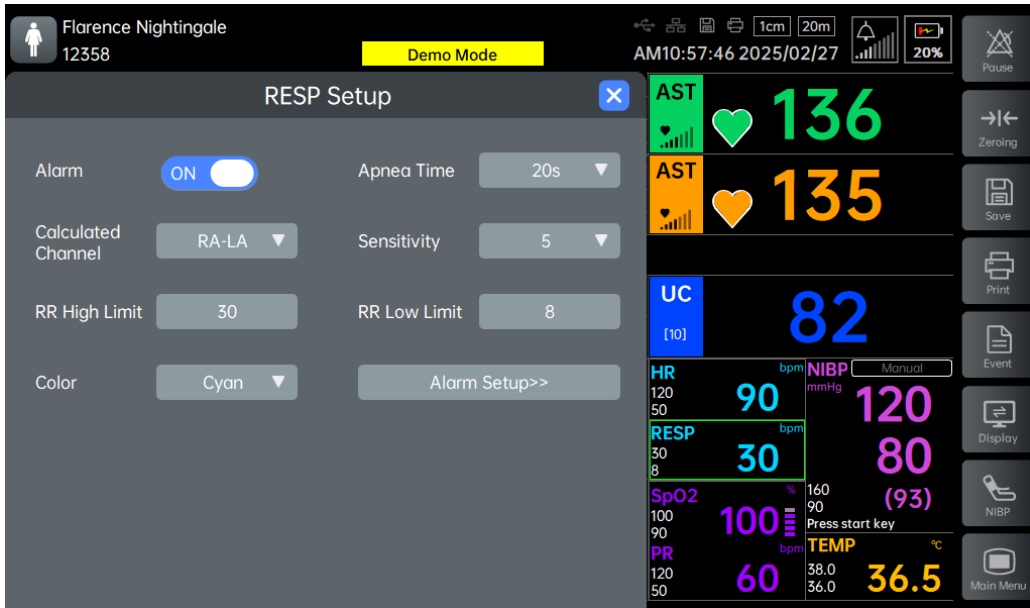 Flarence Nightingale
12358
Demo Mode
1cm 20m
AM10:57:46 2025/02/27
20%
Pause
RESP Setup
Alarm ON
Apnea Time 20s
Calculated Channel RA-LA
Sensitivity 5
RR High Limit 30
RR Low Limit 8
Color Cyan
Alarm Setup>>
AST 136
AST 135
UC
[10]
82
HR bpm
120
50
90
RESP bpm
30
8
30
SpO2 %
100
90
100
PR bpm
120
50
60
NIBP Manual
mmHg
120
80
160
90
(93)
Press start key
TEMP °C
38.0
36.0
36.5
Zeroing
Save
Print
Event
Display
NIBP
Main Menu